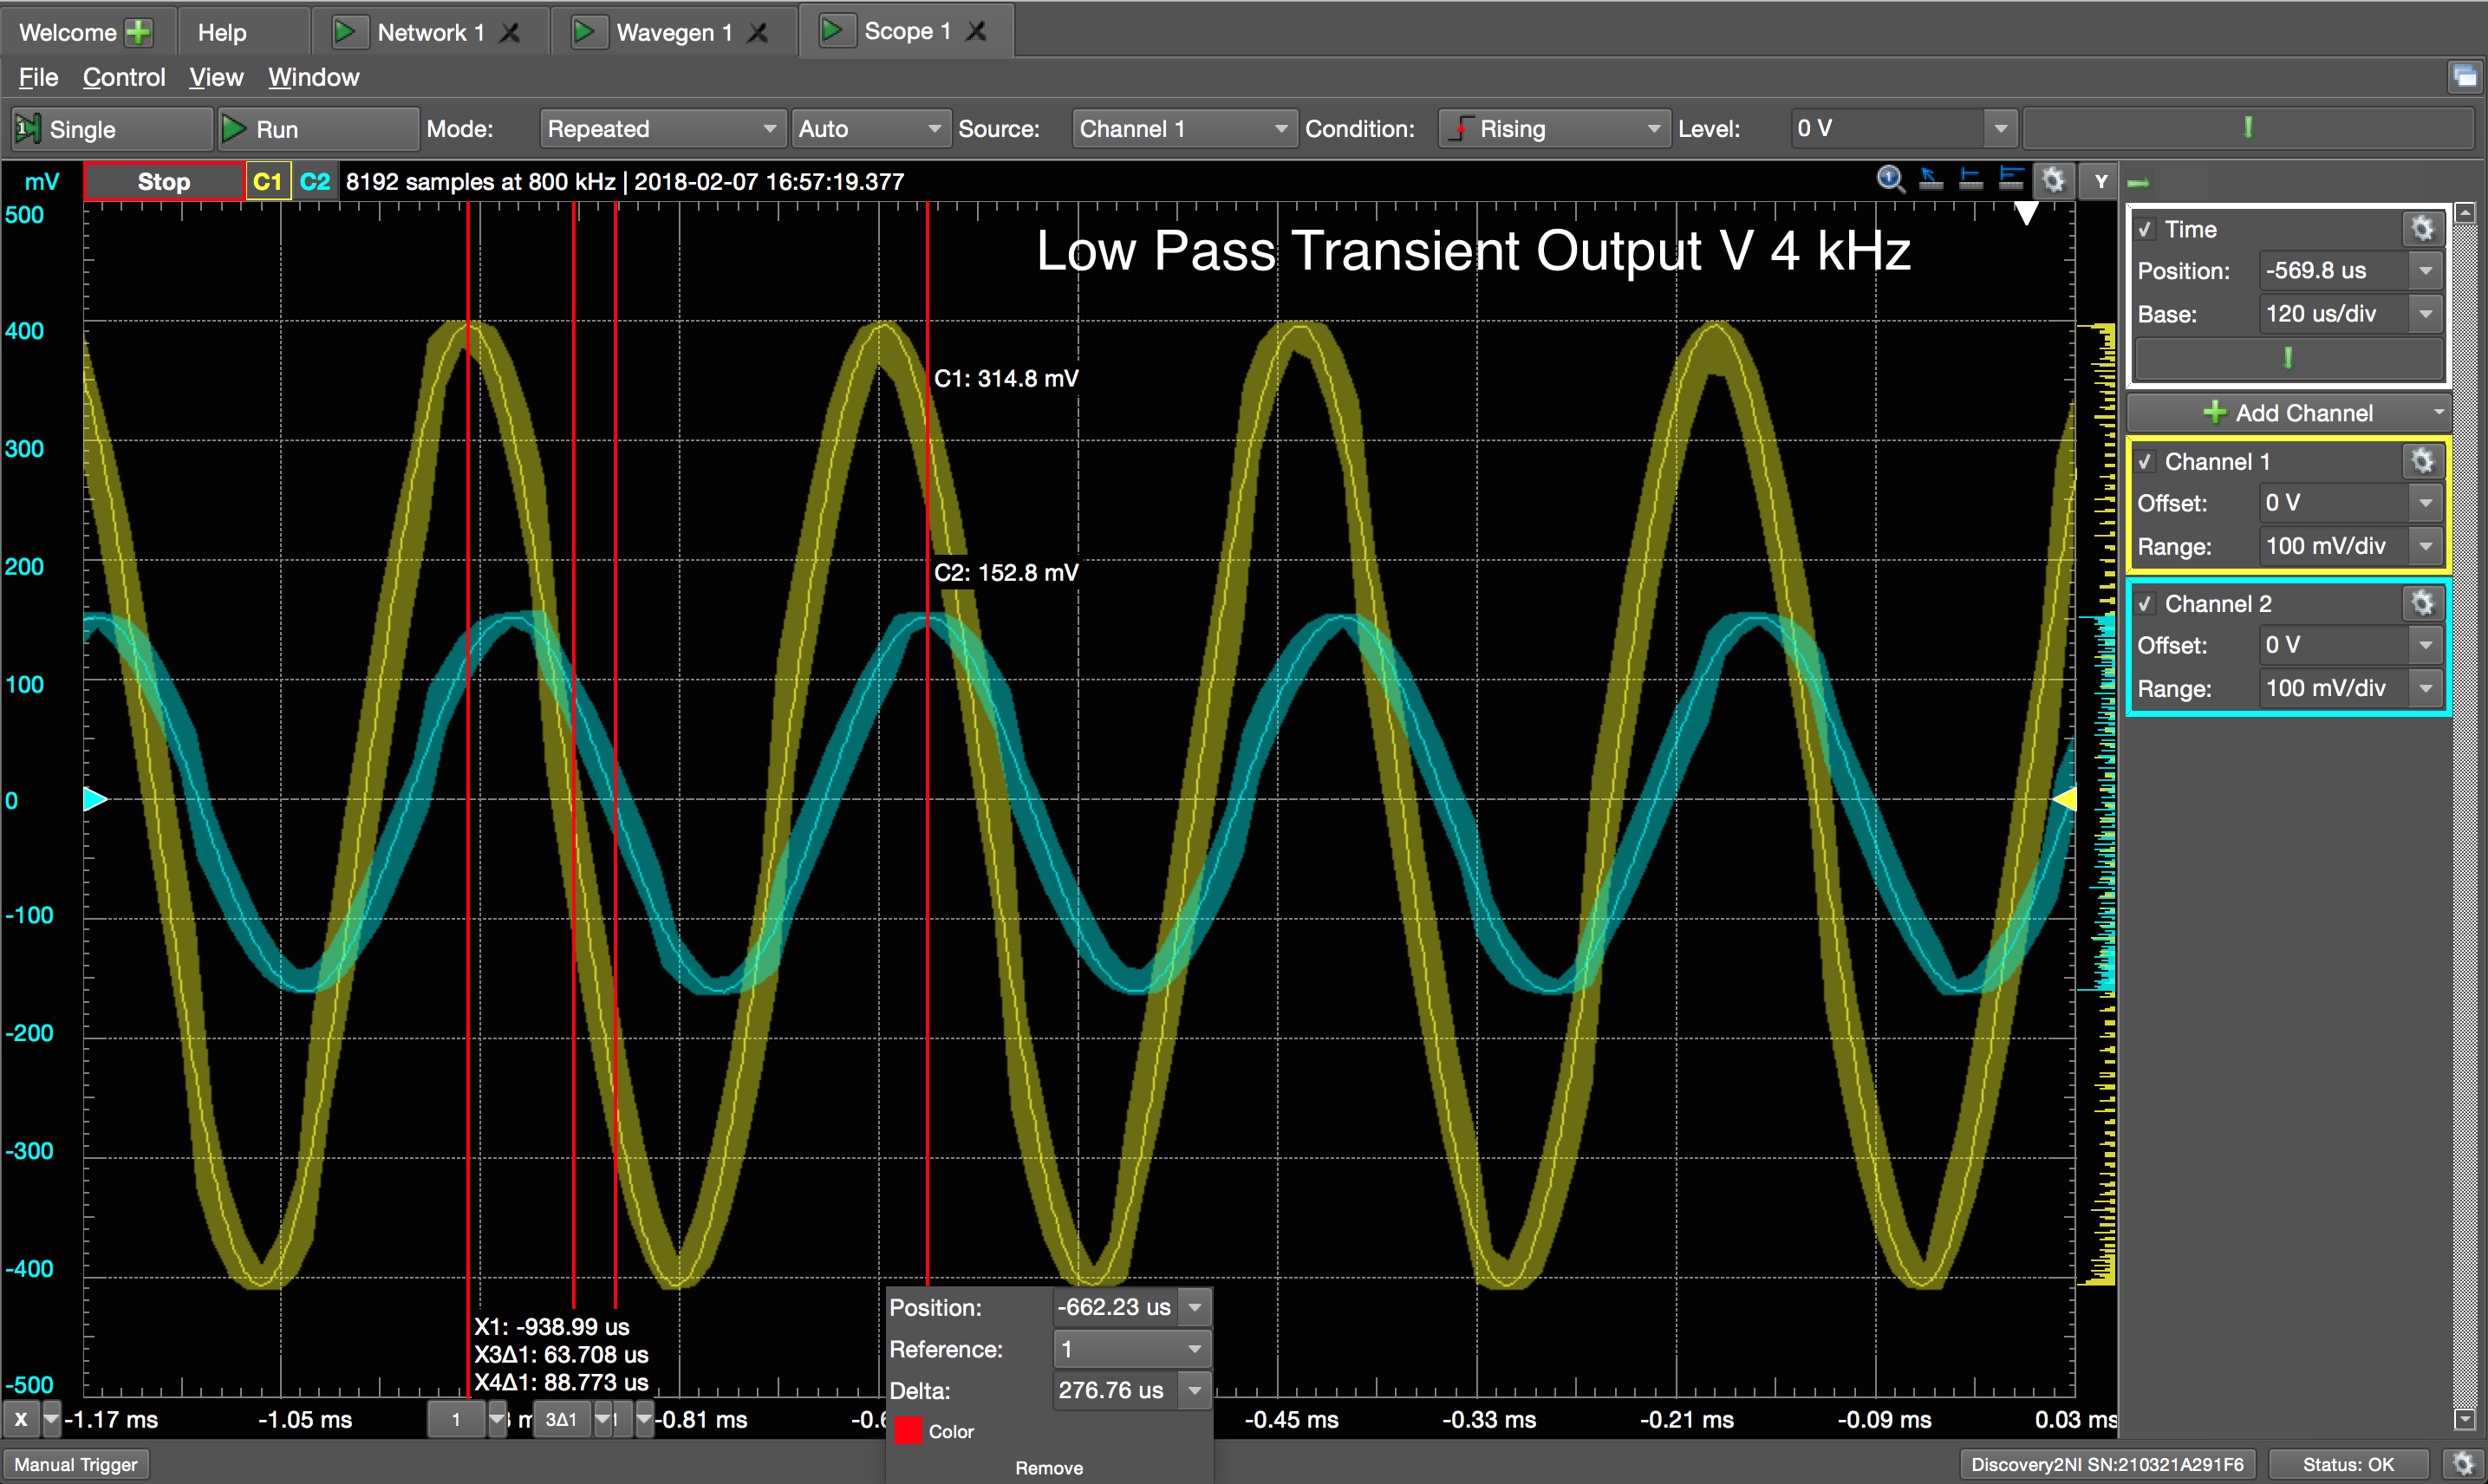 Welcome Help Network 1 Wavegen 1 Scope 1
File Control View Window
Single Run Mode: Repeated Auto Source: Channel 1 Condition: Rising Level: 0 V
mV Stop C1 C2 8192 samples at 800 kHz | 2018-02-07 16:57:19.377 Y
Low Pass Transient Output V 4 kHz
500
400
300
200
100
0
-100
-200
-300
-400
-500
C1: 314.8 mV
C2: 152.8 mV
X1: -938.99 us
X3Δ1: 63.708 us
X4Δ1: 88.773 us
Position: -662.23 us
Reference: 1
Delta: 276.76 us
Color
Remove
X -1.17 ms -1.05 ms 1 3Δ1 -0.81 ms -0.45 ms -0.33 ms -0.21 ms -0.09 ms 0.03 ms
Time
Position: -569.8 us
Base: 120 us/div
Add Channel
Channel 1
Offset: 0 V
Range: 100 mV/div
Channel 2
Offset: 0 V
Range: 100 mV/div
Manual Trigger Discovery2NI SN:210321A291F6 Status: OK